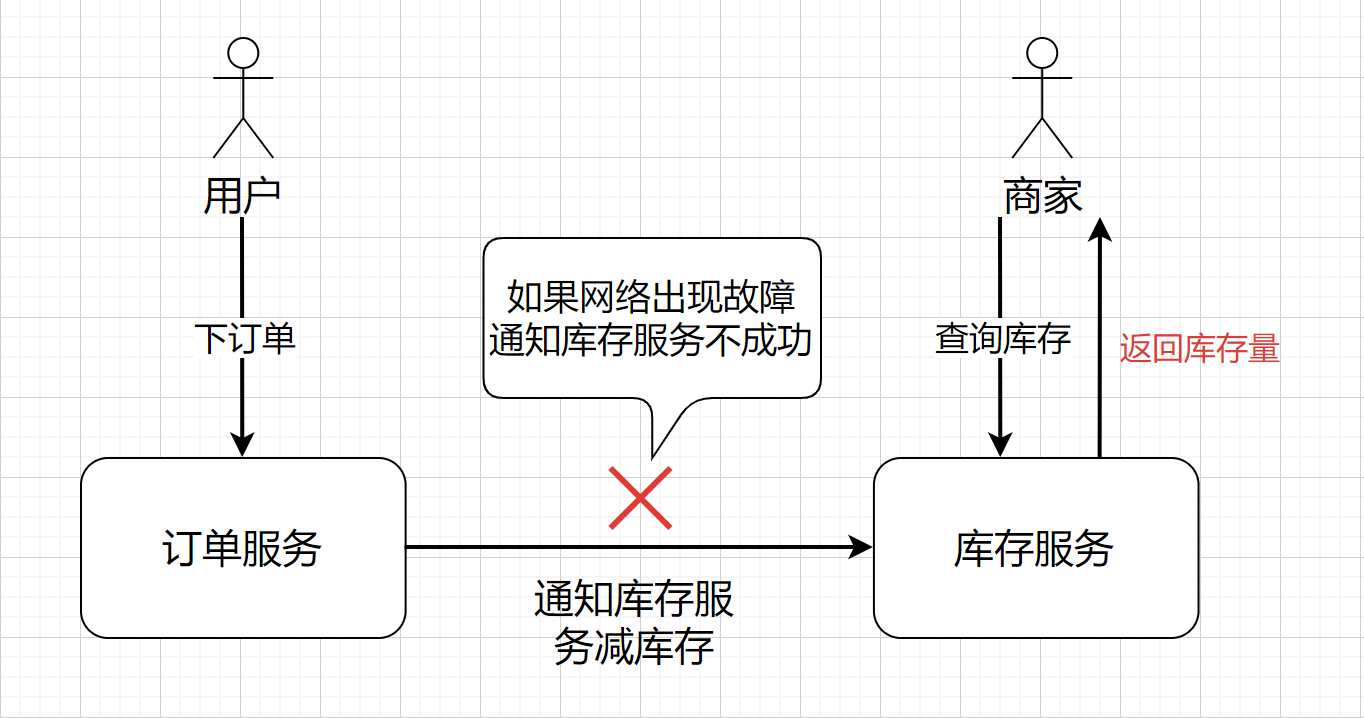 用户
商家
如果网络出现故障
通知库存服务不成功
下订单
查询库存
返回库存量
订单服务
库存服务
通知库存服
务减库存